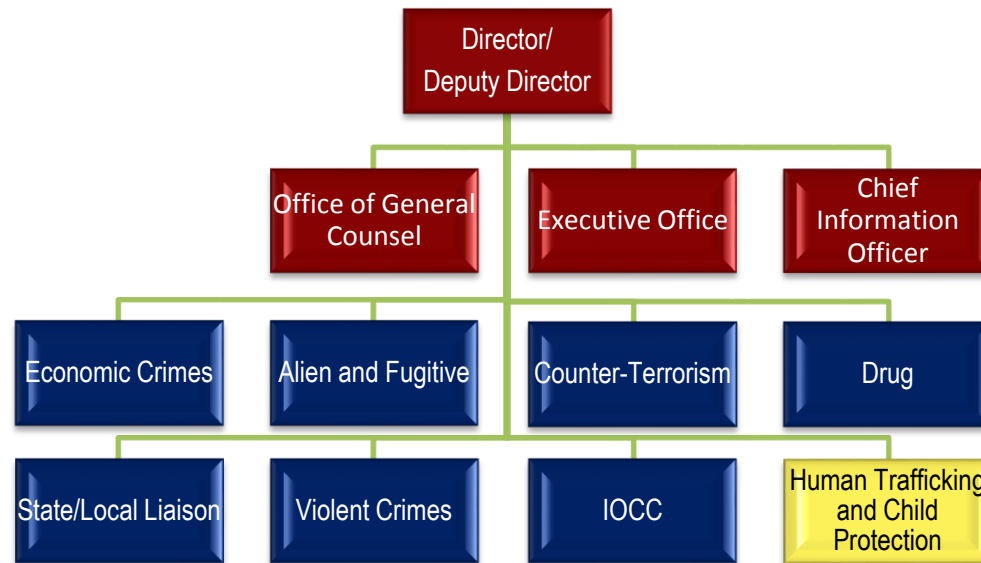 Director/
Deputy Director
Office of General
Counsel
Executive Office
Chief
Information
Officer
Economic Crimes
Alien and Fugitive
Counter-Terrorism
Drug
State/Local Liaison
Violent Crimes
IOCC
Human Trafficking
and Child
Protection